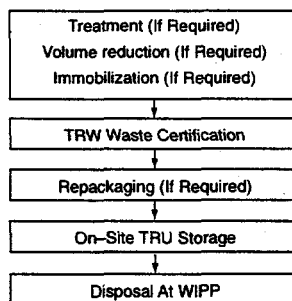 Treatment (If Required)
Volume reduction (If Required)
Immobilization (If Required)
TRW Waste Certification
Repackaging (If Required)
On-Site TRU Storage
Disposal At WIPP